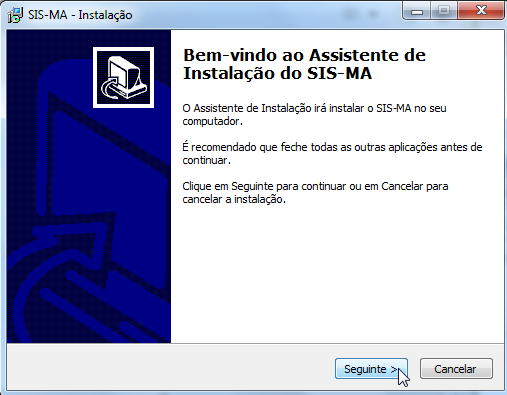 SIS-MA - Instalação
Bem-vindo ao Assistente de
Instalação do SIS-MA
O Assistente de Instalação irá instalar o SIS-MA no seu
computador.
É recomendado que feche todas as outras aplicações antes de
continuar.
Clique em Seguinte para continuar ou em Cancelar para
cancelar a instalação.
Seguinte >
Cancelar